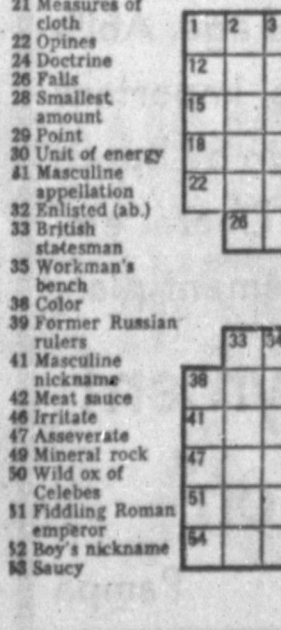 21 Measures of
cloth
22 Opines
24 Doctrine
26 Falls
28 Smallest
amount
29 Point
30 Unit of energy
31 Masculine
appellation
32 Enlisted (ab.)
33 British
statesman
35 Workman's
bench
38 Color
39 Former Russian
rulers
41 Masculine
nickname
42 Meat sauce
46 Irritate
47 Asseverate
49 Mineral rock
50 Wild ox of
Celebes
51 Fiddling Roman
emperor
52 Boy's nickname
53 Saucy
1 2 3
12
15
18
22
26
33 34
38
41
47
51
54